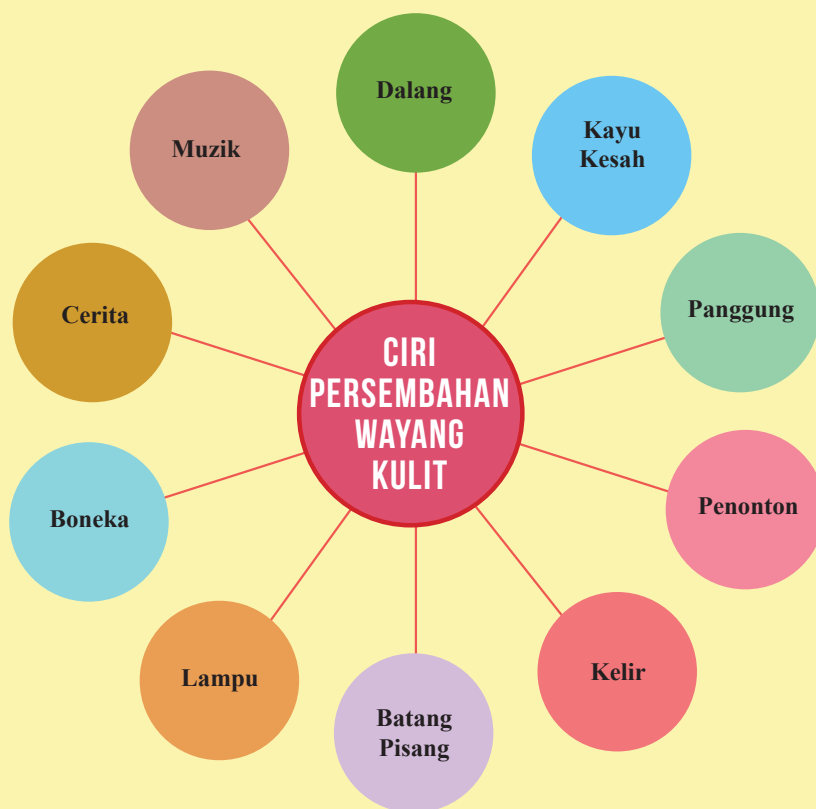 Dalang
Kayu
Kesah
Panggung
Penonton
Kelir
Batang
Pisang
Lampu
Boneka
Cerita
Muzik
CIRI
PERSEMBAHAN
WAYANG
KULIT